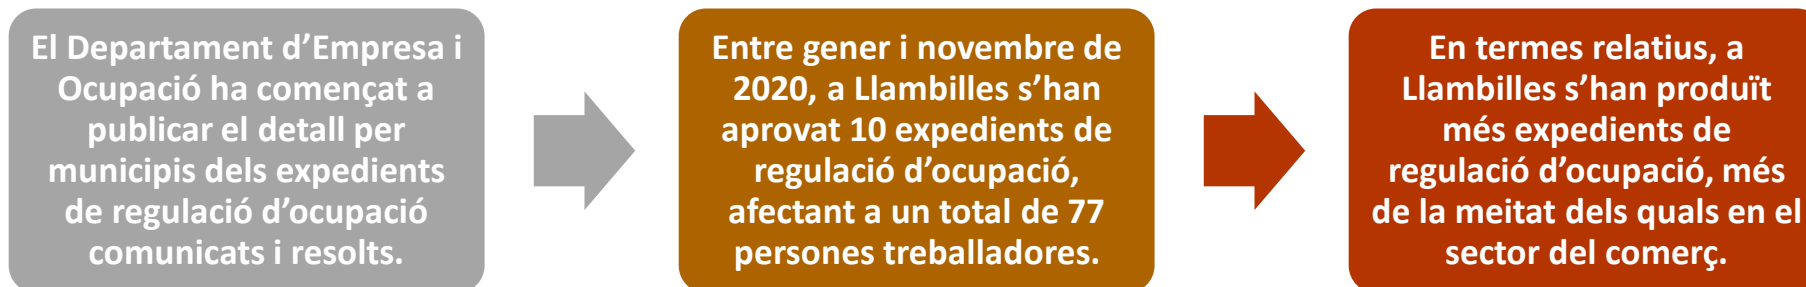 El Departament d’Empresa i
Ocupació ha començat a
publicar el detall per
municipis dels expedients
de regulació d’ocupació
comunicats i resolts.
Entre gener i novembre de
2020, a Llambilles s’han
aprovat 10 expedients de
regulació d’ocupació,
afectant a un total de 77
persones treballadores.
En termes relatius, a
Llambilles s’han produït
més expedients de
regulació d’ocupació, més
de la meitat dels quals en el
sector del comerç.